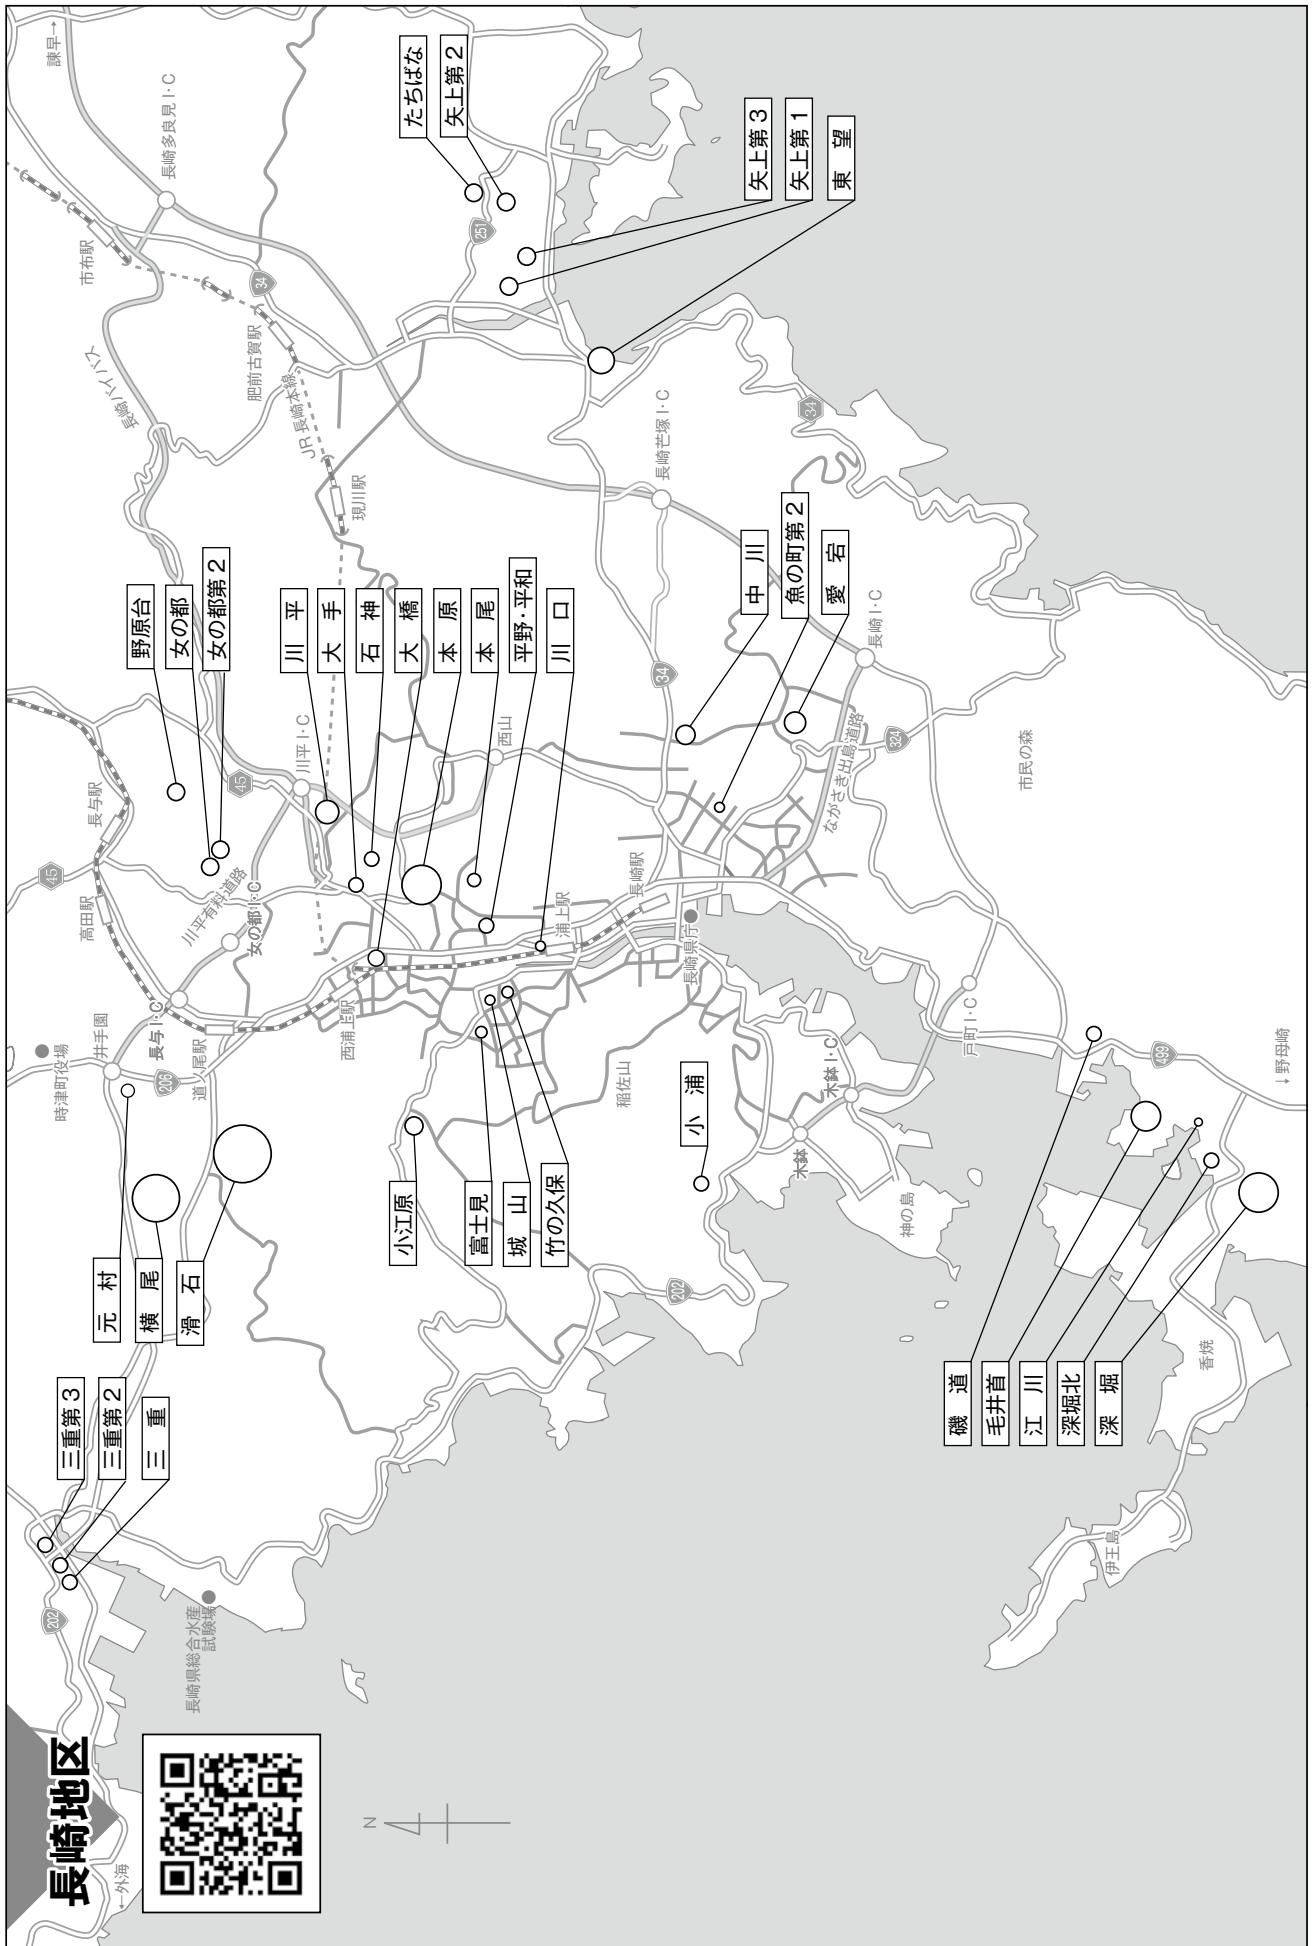 長崎地区
←外海
N
202
長崎県総合水産
試験場
三重第3
三重第2
三 重
元 村
横 尾
滑 石
時津町役場
井手園
206
長与I・C
道ノ尾駅
高田駅
45
長与駅
川平有料道路
女の都I・C
45
川平I・C
野原台
女の都
女の都第2
川 平
大 手
石 神
大 橋
本 原
本 尾
平野・平和
川 口
西山
西浦上駅
浦上駅
長崎駅
長崎県庁
小江原
富士見
城 山
竹の久保
稲佐山
小 浦
202
木鉢
木鉢I・C
神の島
戸町I・C
長崎バイパス
市布駅
長崎多良見I・C
諫早→
34
肥前古賀駅
JR長崎本線
現川駅
たちばな
矢上第2
251
矢上第3
矢上第1
東 望
長崎芒塚I・C
34
34
中 川
魚の町第2
愛 宕
長崎I・C
ながさき出島道路
324
市民の森
磯 道
毛井首
江 川
深堀北
深 堀
499
↓野母崎
香焼
伊王島